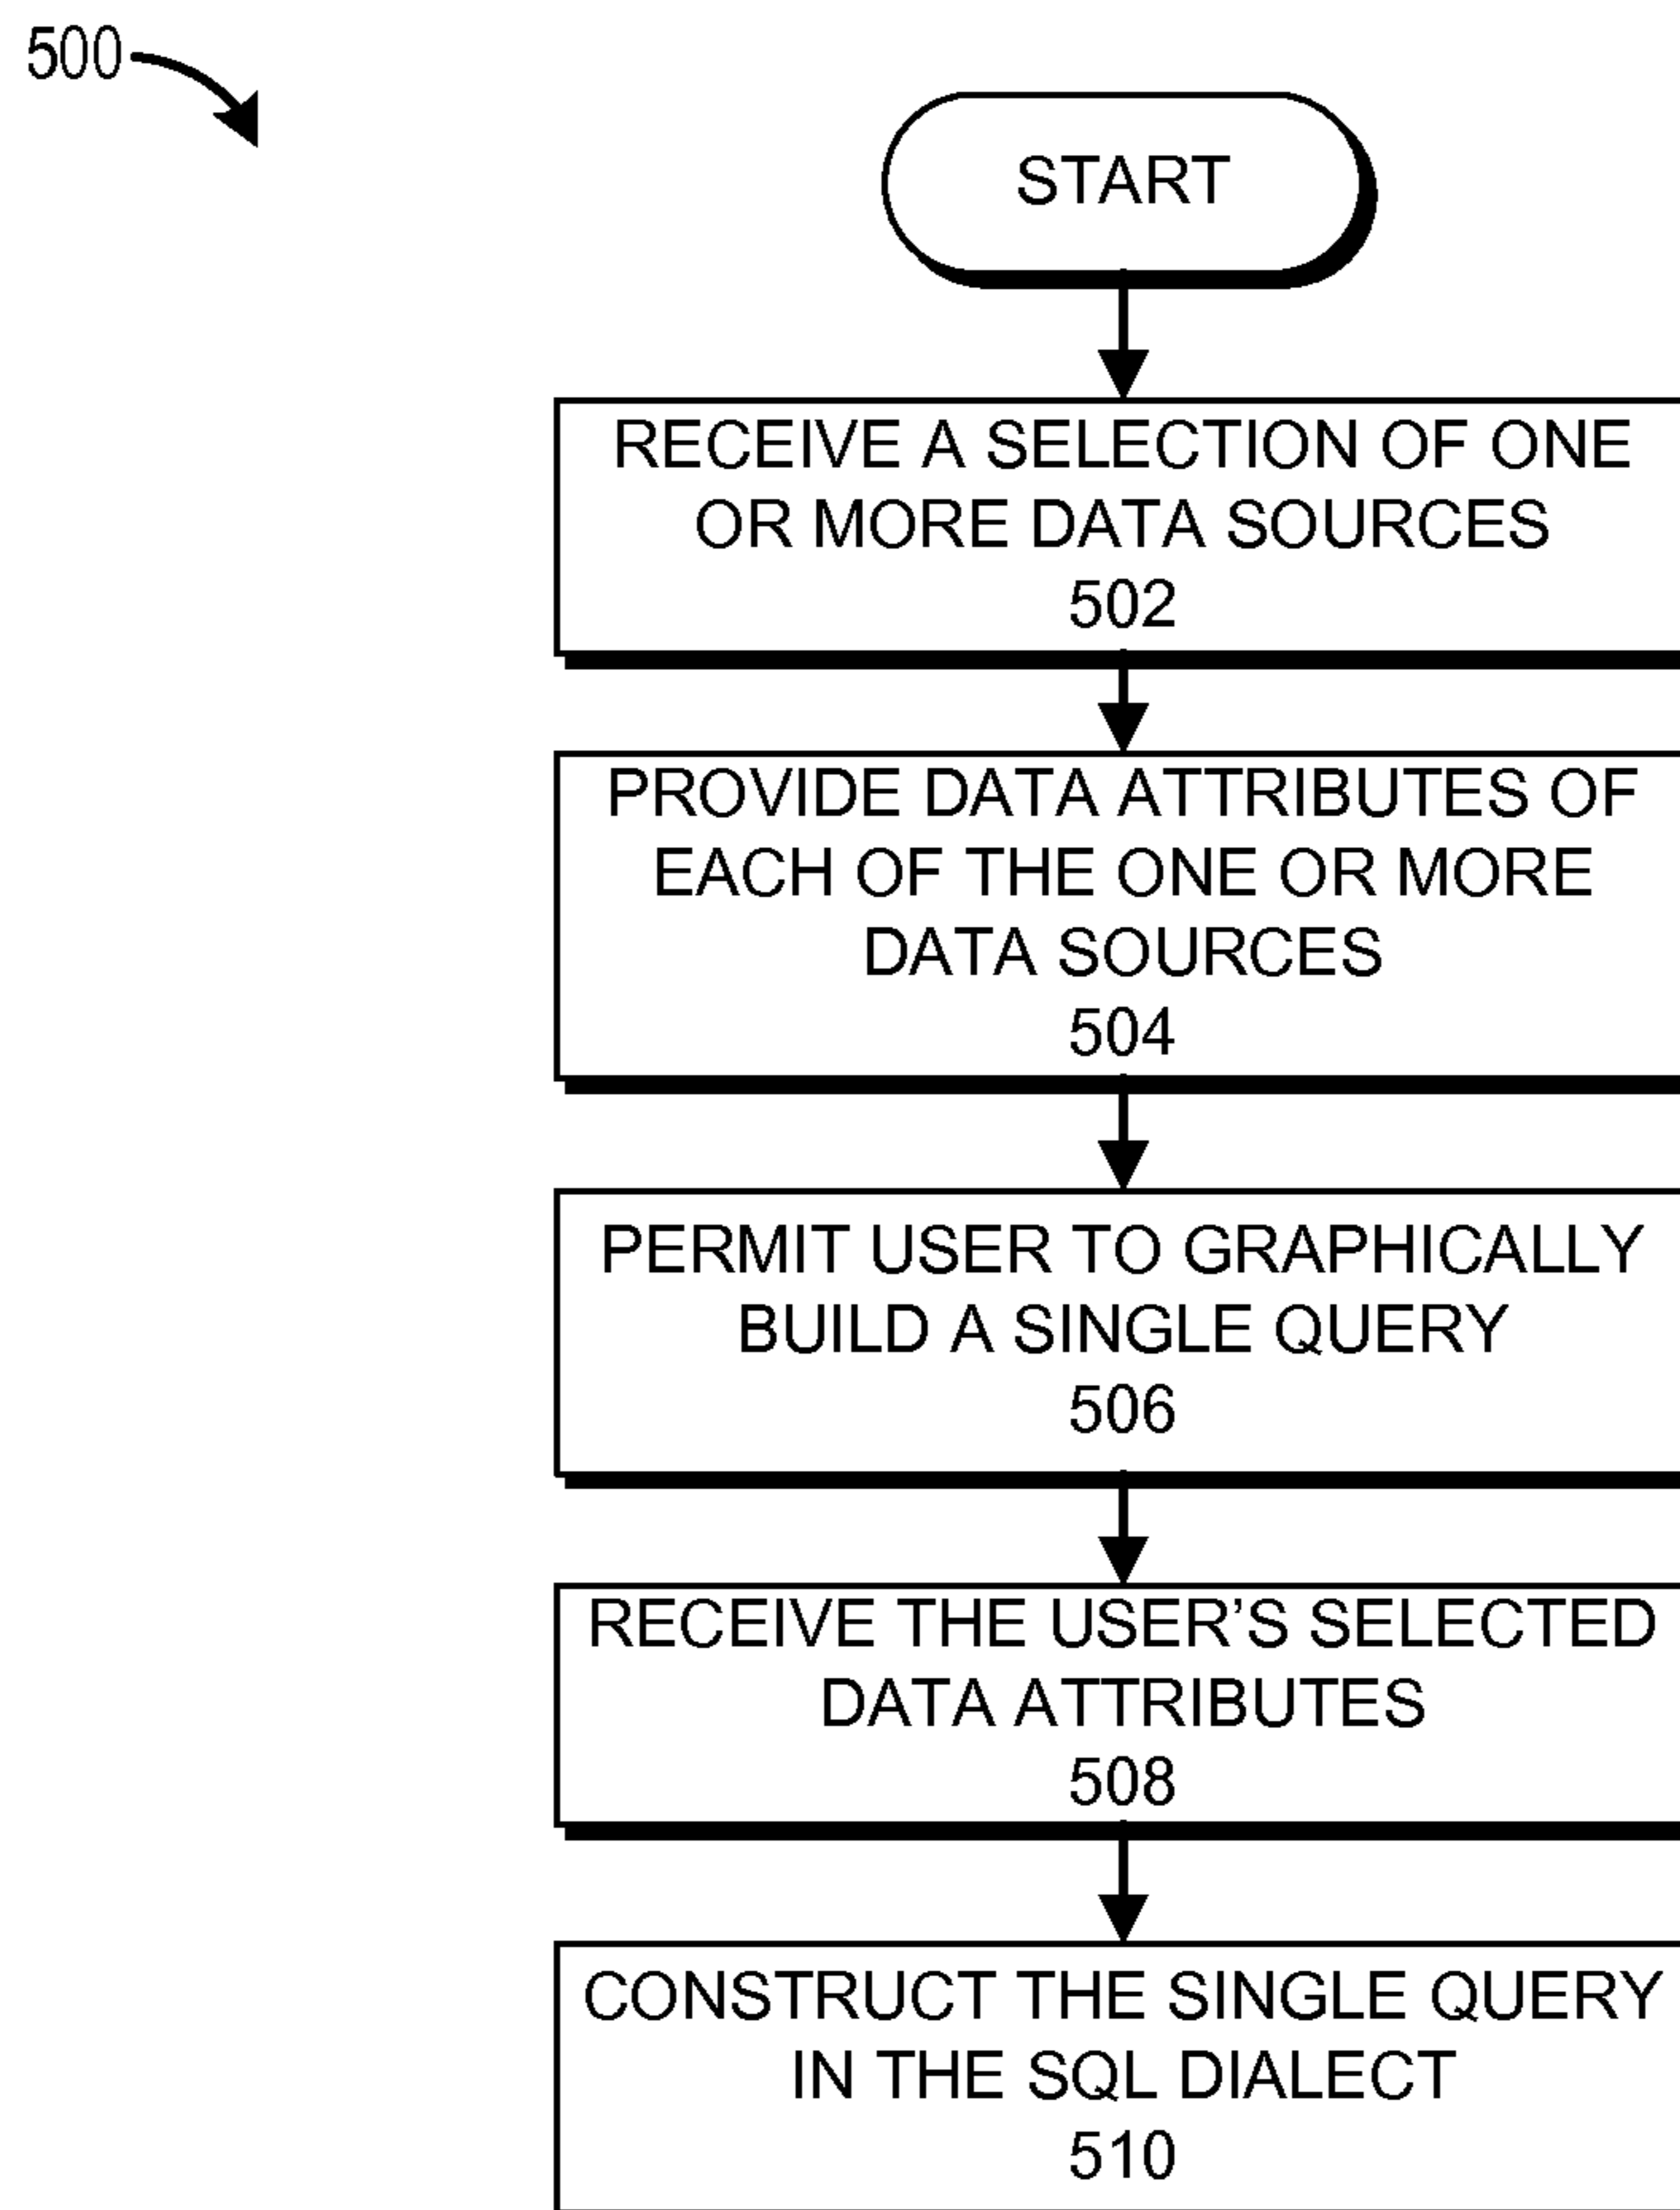 500
START
RECEIVE A SELECTION OF ONE
OR MORE DATA SOURCES
502
PROVIDE DATA ATTRIBUTES OF
EACH OF THE ONE OR MORE
DATA SOURCES
504
PERMIT USER TO GRAPHICALLY
BUILD A SINGLE QUERY
506
RECEIVE THE USER’S SELECTED
DATA ATTRIBUTES
508
CONSTRUCT THE SINGLE QUERY
IN THE SQL DIALECT
510